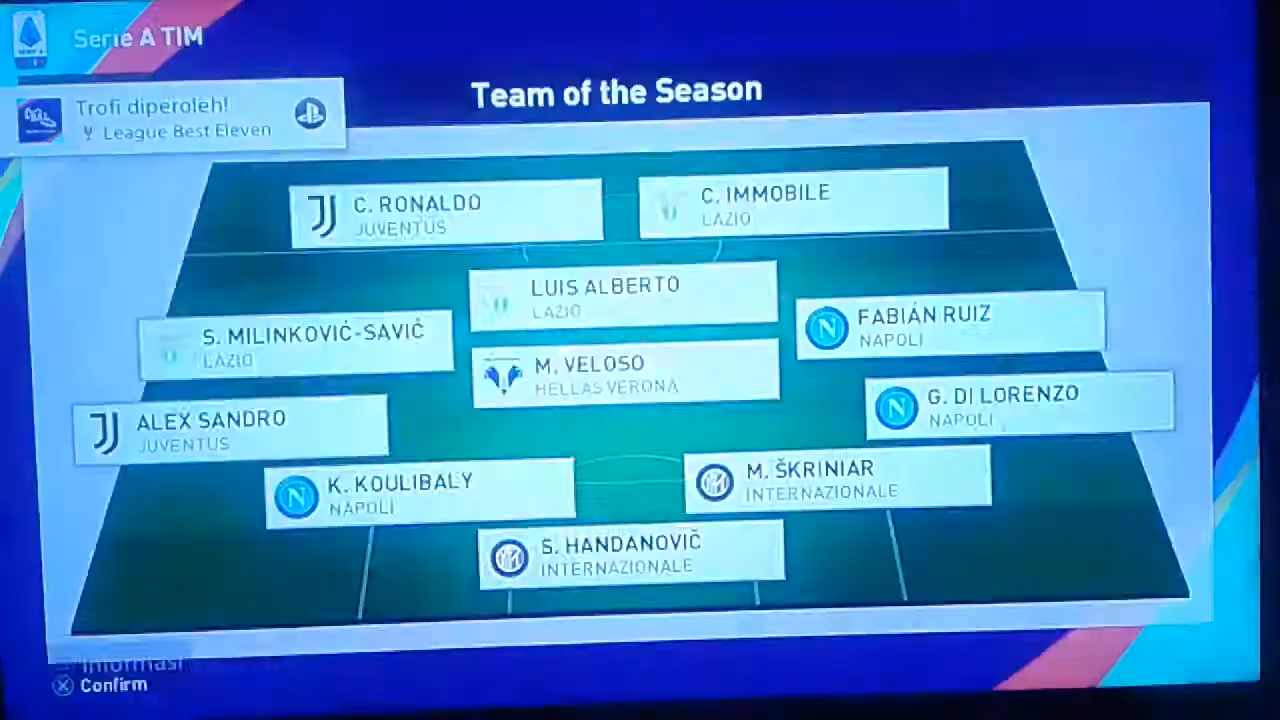 Serie A TIM
Team of the Season
Trofi diperoleh!
League Best Eleven
C. RONALDO
JUVENTUS
C. IMMOBILE
LAZIO
LUIS ALBERTO
LAZIO
S. MILINKOVIĆ-SAVIĆ
LAZIO
FABIÁN RUIZ
NAPOLI
M. VELOSO
HELLAS VERONA
ALEX SANDRO
JUVENTUS
G. DI LORENZO
NAPOLI
K. KOULIBALY
NAPOLI
M. ŠKRINIAR
INTERNAZIONALE
S. HANDANOVIČ
INTERNAZIONALE
Informasi
Confirm